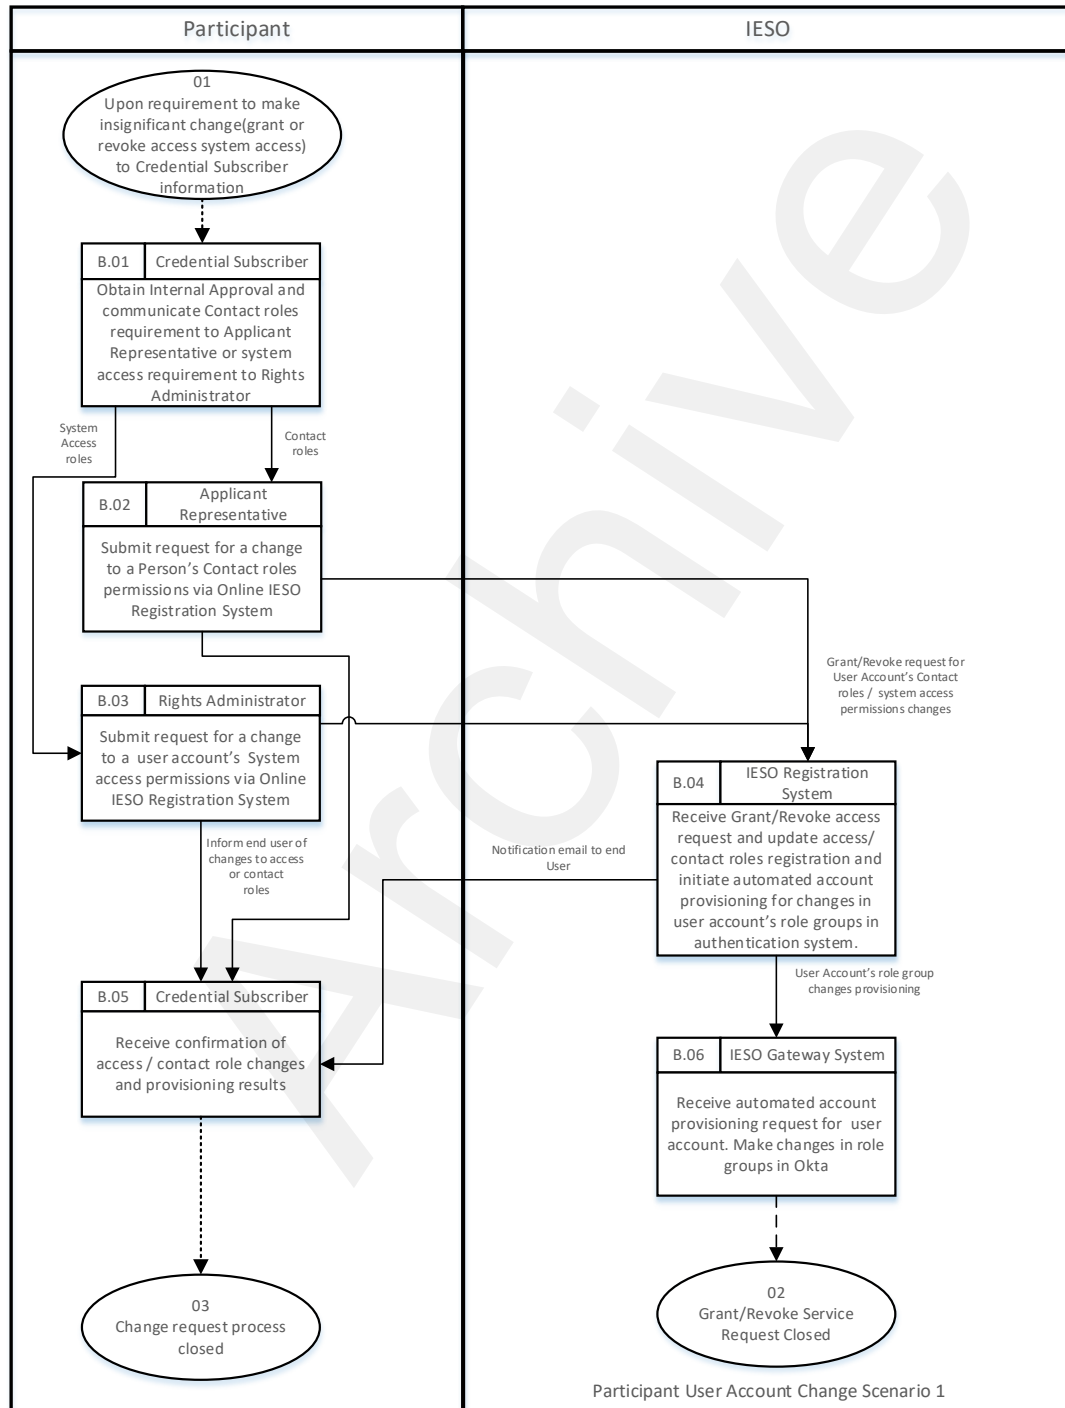 Participant
IESO
01
Upon requirement to make
insignificant change(grant or
revoke access system access)
to Credential Subscriber
information
B.01
Credential Subscriber
Obtain Internal Approval and
communicate Contact roles
requirement to Applicant
Representative or system
access requirement to Rights
Administrator
System
Access
roles
Contact
roles
B.02
Applicant
Representative
Submit request for a change
to a Person’s Contact roles
permissions via Online IESO
Registration System
Grant/Revoke request for
User Account’s Contact
roles / system access
permissions changes
B.03
Rights Administrator
Submit request for a change
to a user account’s System
access permissions via Online
IESO Registration System
B.04
IESO Registration
System
Receive Grant/Revoke access
request and update access/
contact roles registration and
initiate automated account
provisioning for changes in
user account’s role groups in
authentication system.
Inform end user of
changes to access
or contact
roles
Notification email to end
User
User Account’s role group
changes provisioning
B.05
Credential Subscriber
Receive confirmation of
access / contact role changes
and provisioning results
B.06
IESO Gateway System
Receive automated account
provisioning request for user
account. Make changes in role
groups in Okta
03
Change request process
closed
02
Grant/Revoke Service
Request Closed
Participant User Account Change Scenario 1
Archive